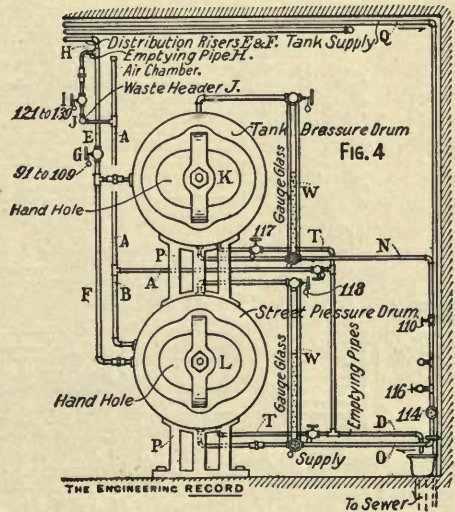 H
Distribution Risers E & F. Tank Supply
Q
Emptying Pipe H.
Air Chamber.
Waste Header J.
I
121 to 139
J
E
A
G
91 to 109
Tank Pressure Drum
FIG. 4
K
Hand Hole
Gauge Glass
W
117
T
N
P
A
A
B
F
118
Street Pressure Drum
110
L
Hand Hole
Gauge Glass
W
Emptying Pipes
116
114
P
T
D
O
Supply
THE ENGINEERING RECORD
To Sewer